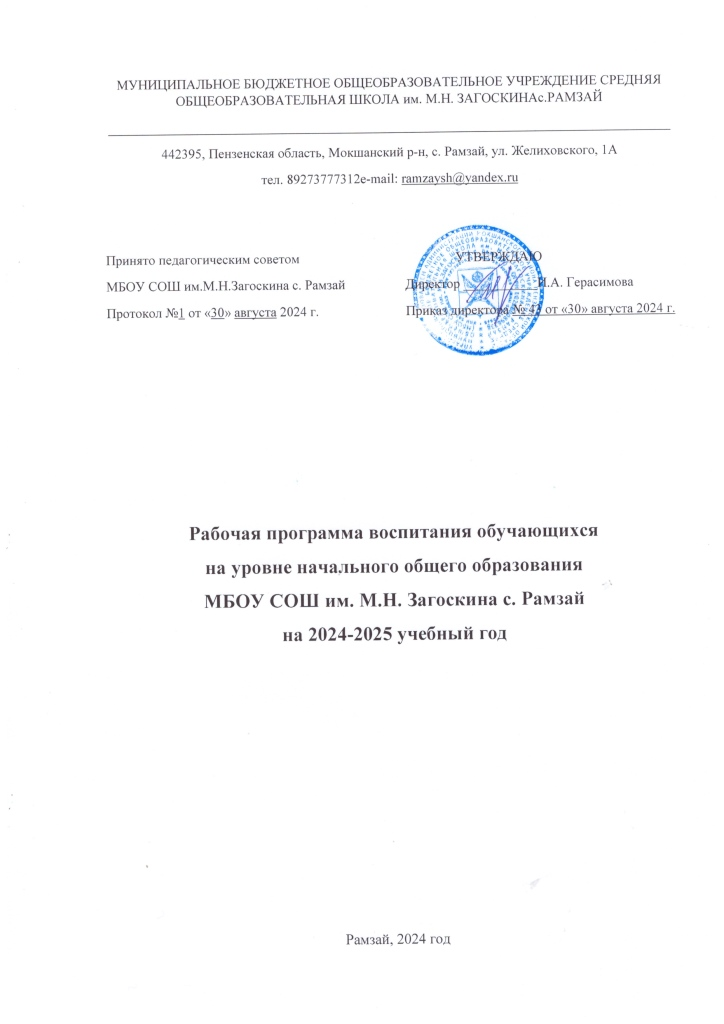 МУНИЦИПАЛЬНОЕ БЮДЖЕТНОЕ ОБЩЕОБРАЗОВАТЕЛЬНОЕ УЧРЕЖДЕНИЕ СРЕДНЯЯ
ОБЩЕОБРАЗОВАТЕЛЬНАЯ ШКОЛА им. М.Н. ЗАГОСКИНАс.РАМЗАЙ
442395, Пензенская область, Мокшанский р-н, с. Рамзай, ул. Желиховского, 1А
тел. 89273777312e-mail: ramzaysh@yandex.ru
Принято педагогическим советом
МБОУ СОШ им.М.Н.Загоскина с. Рамзай
Протокол №1 от «30» августа 2024 г.
УТВЕРЖДАЮ
Директор И.А. Герасимова
Приказ директора № от «30» августа 2024 г.
Рабочая программа воспитания обучающихся
на уровне начального общего образования
МБОУ СОШ им. М.Н. Загоскина с. Рамзай
на 2024-2025 учебный год
Рамзай, 2024 год